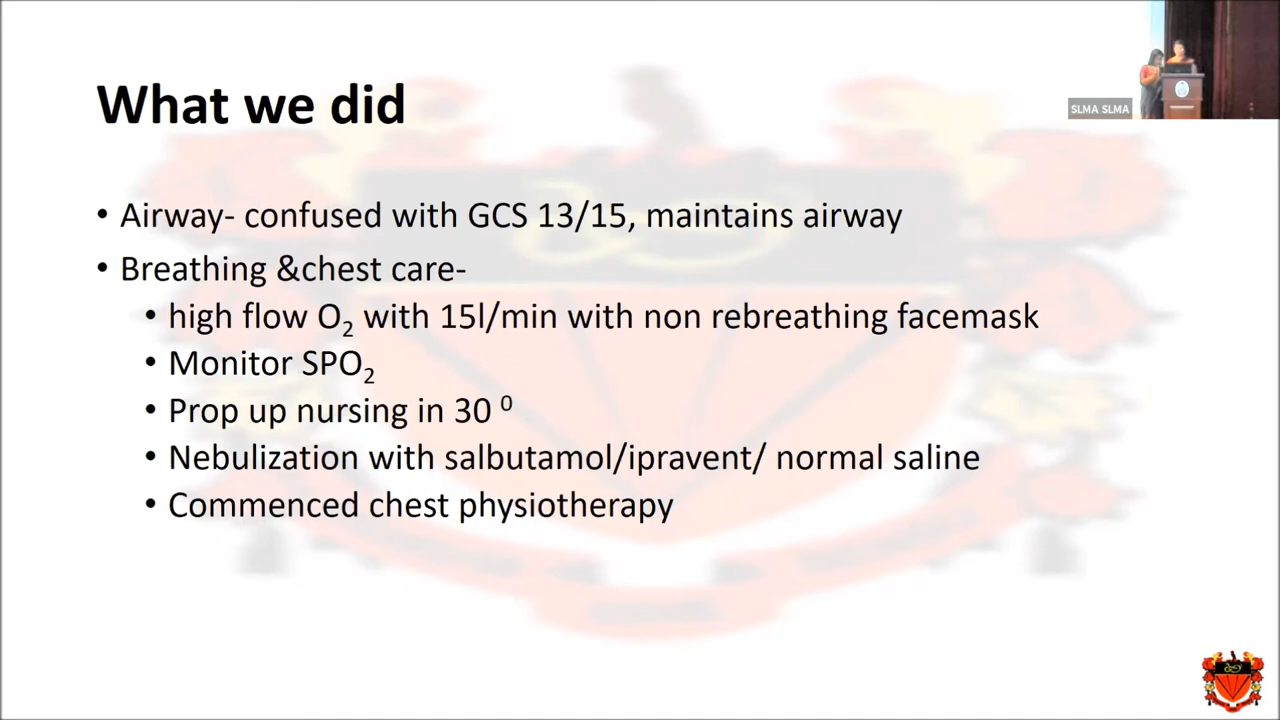 What we did
SLMA SLMA
• Airway- confused with GCS 13/15, maintains airway
• Breathing &chest care-
• high flow O₂ with 15l/min with non rebreathing facemask
• Monitor SPO₂
• Prop up nursing in 30 ⁰
• Nebulization with salbutamol/ipravent/ normal saline
• Commenced chest physiotherapy